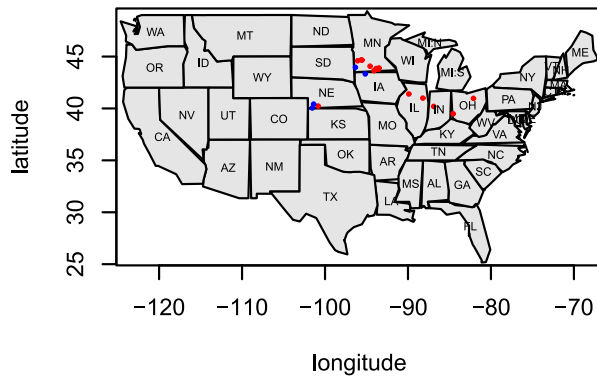 WA
MT
ND
MN
ME
OR
ID
SD
WI
MI:N
MI:S
NY
NH
WY
NE
IA
PA
NV
UT
CO
KS
MO
IL
IN
OH
WV
VA
KY
CA
AZ
NM
OK
AR
TN
NC
SC
TX
LA
MS
AL
GA
FL
45
40
35
30
25
latitude
−120
−110
−100
−90
−80
−70
longitude